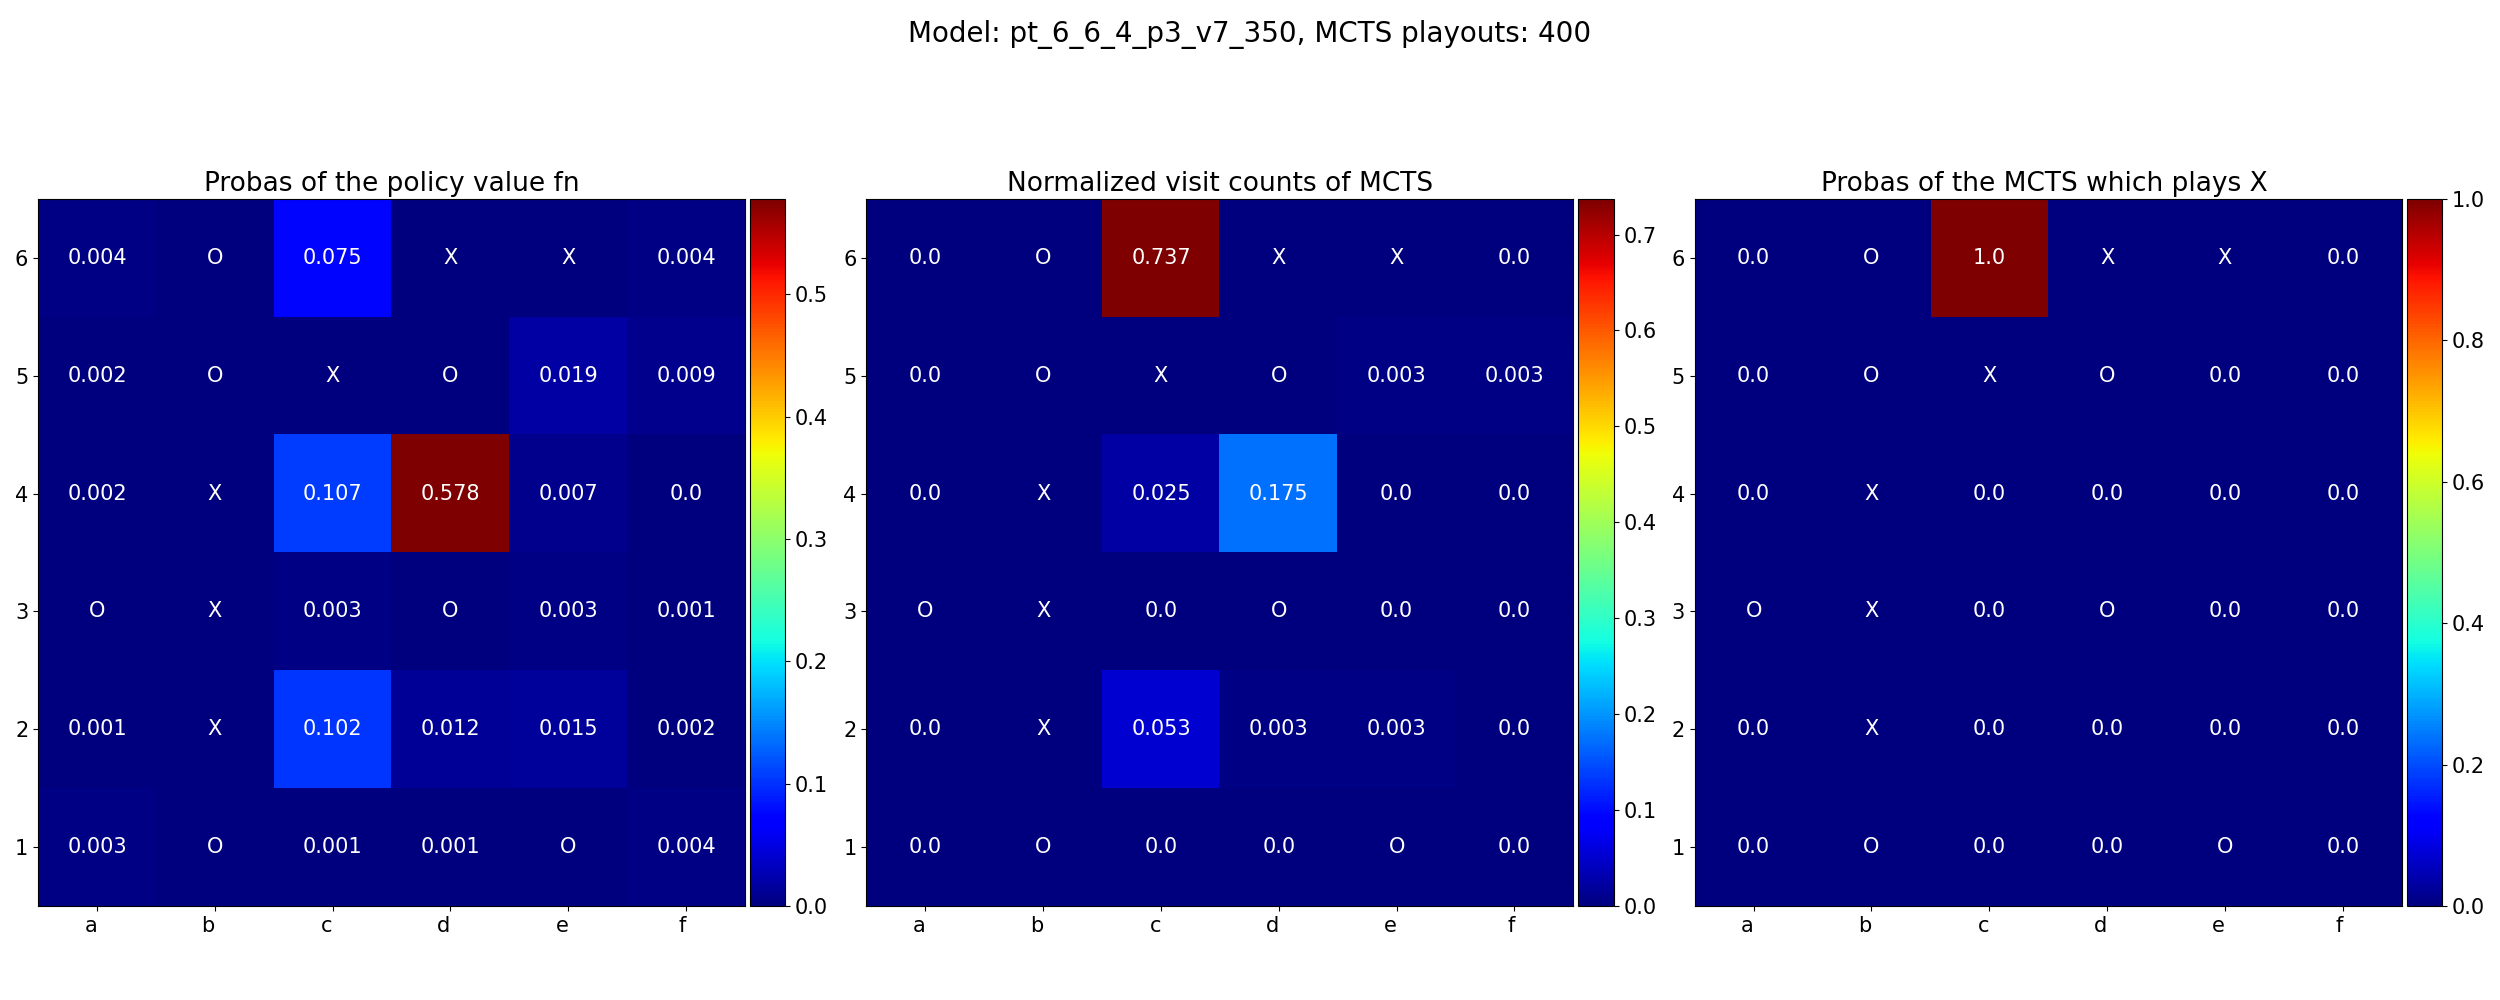 Model: pt_6_6_4_p3_v7_350, MCTS playouts: 400
Probas of the policy value fn
6 0.004 O 0.075 X X 0.004
5 0.002 O X O 0.019 0.009
4 0.002 X 0.107 0.578 0.007 0.0
3 O X 0.003 O 0.003 0.001
2 0.001 X 0.102 0.012 0.015 0.002
1 0.003 O 0.001 0.001 O 0.004
a b c d e f
0.5
0.4
0.3
0.2
0.1
0.0
Normalized visit counts of MCTS
6 0.0 O 0.737 X X 0.0
5 0.0 O X O 0.003 0.003
4 0.0 X 0.025 0.175 0.0 0.0
3 O X 0.0 O 0.0 0.0
2 0.0 X 0.053 0.003 0.003 0.0
1 0.0 O 0.0 0.0 O 0.0
a b c d e f
0.7
0.6
0.5
0.4
0.3
0.2
0.1
0.0
Probas of the MCTS which plays X
6 0.0 O 1.0 X X 0.0
5 0.0 O X O 0.0 0.0
4 0.0 X 0.0 0.0 0.0 0.0
3 O X 0.0 O 0.0 0.0
2 0.0 X 0.0 0.0 0.0 0.0
1 0.0 O 0.0 0.0 O 0.0
a b c d e f
1.0
0.8
0.6
0.4
0.2
0.0